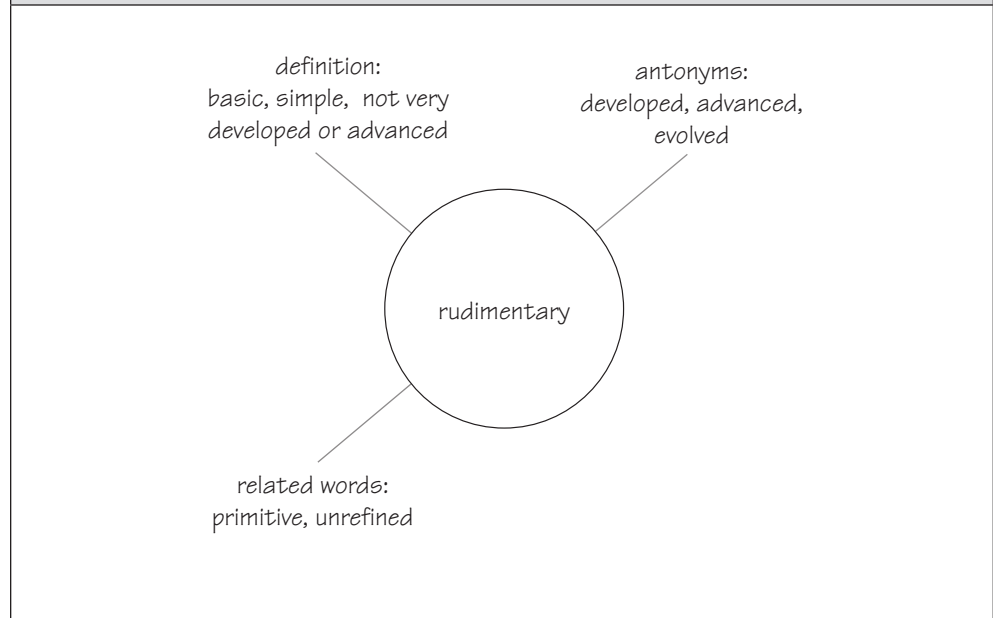 definition:
basic, simple, not very
developed or advanced
antonyms:
developed, advanced,
evolved
rudimentary
related words:
primitive, unrefined